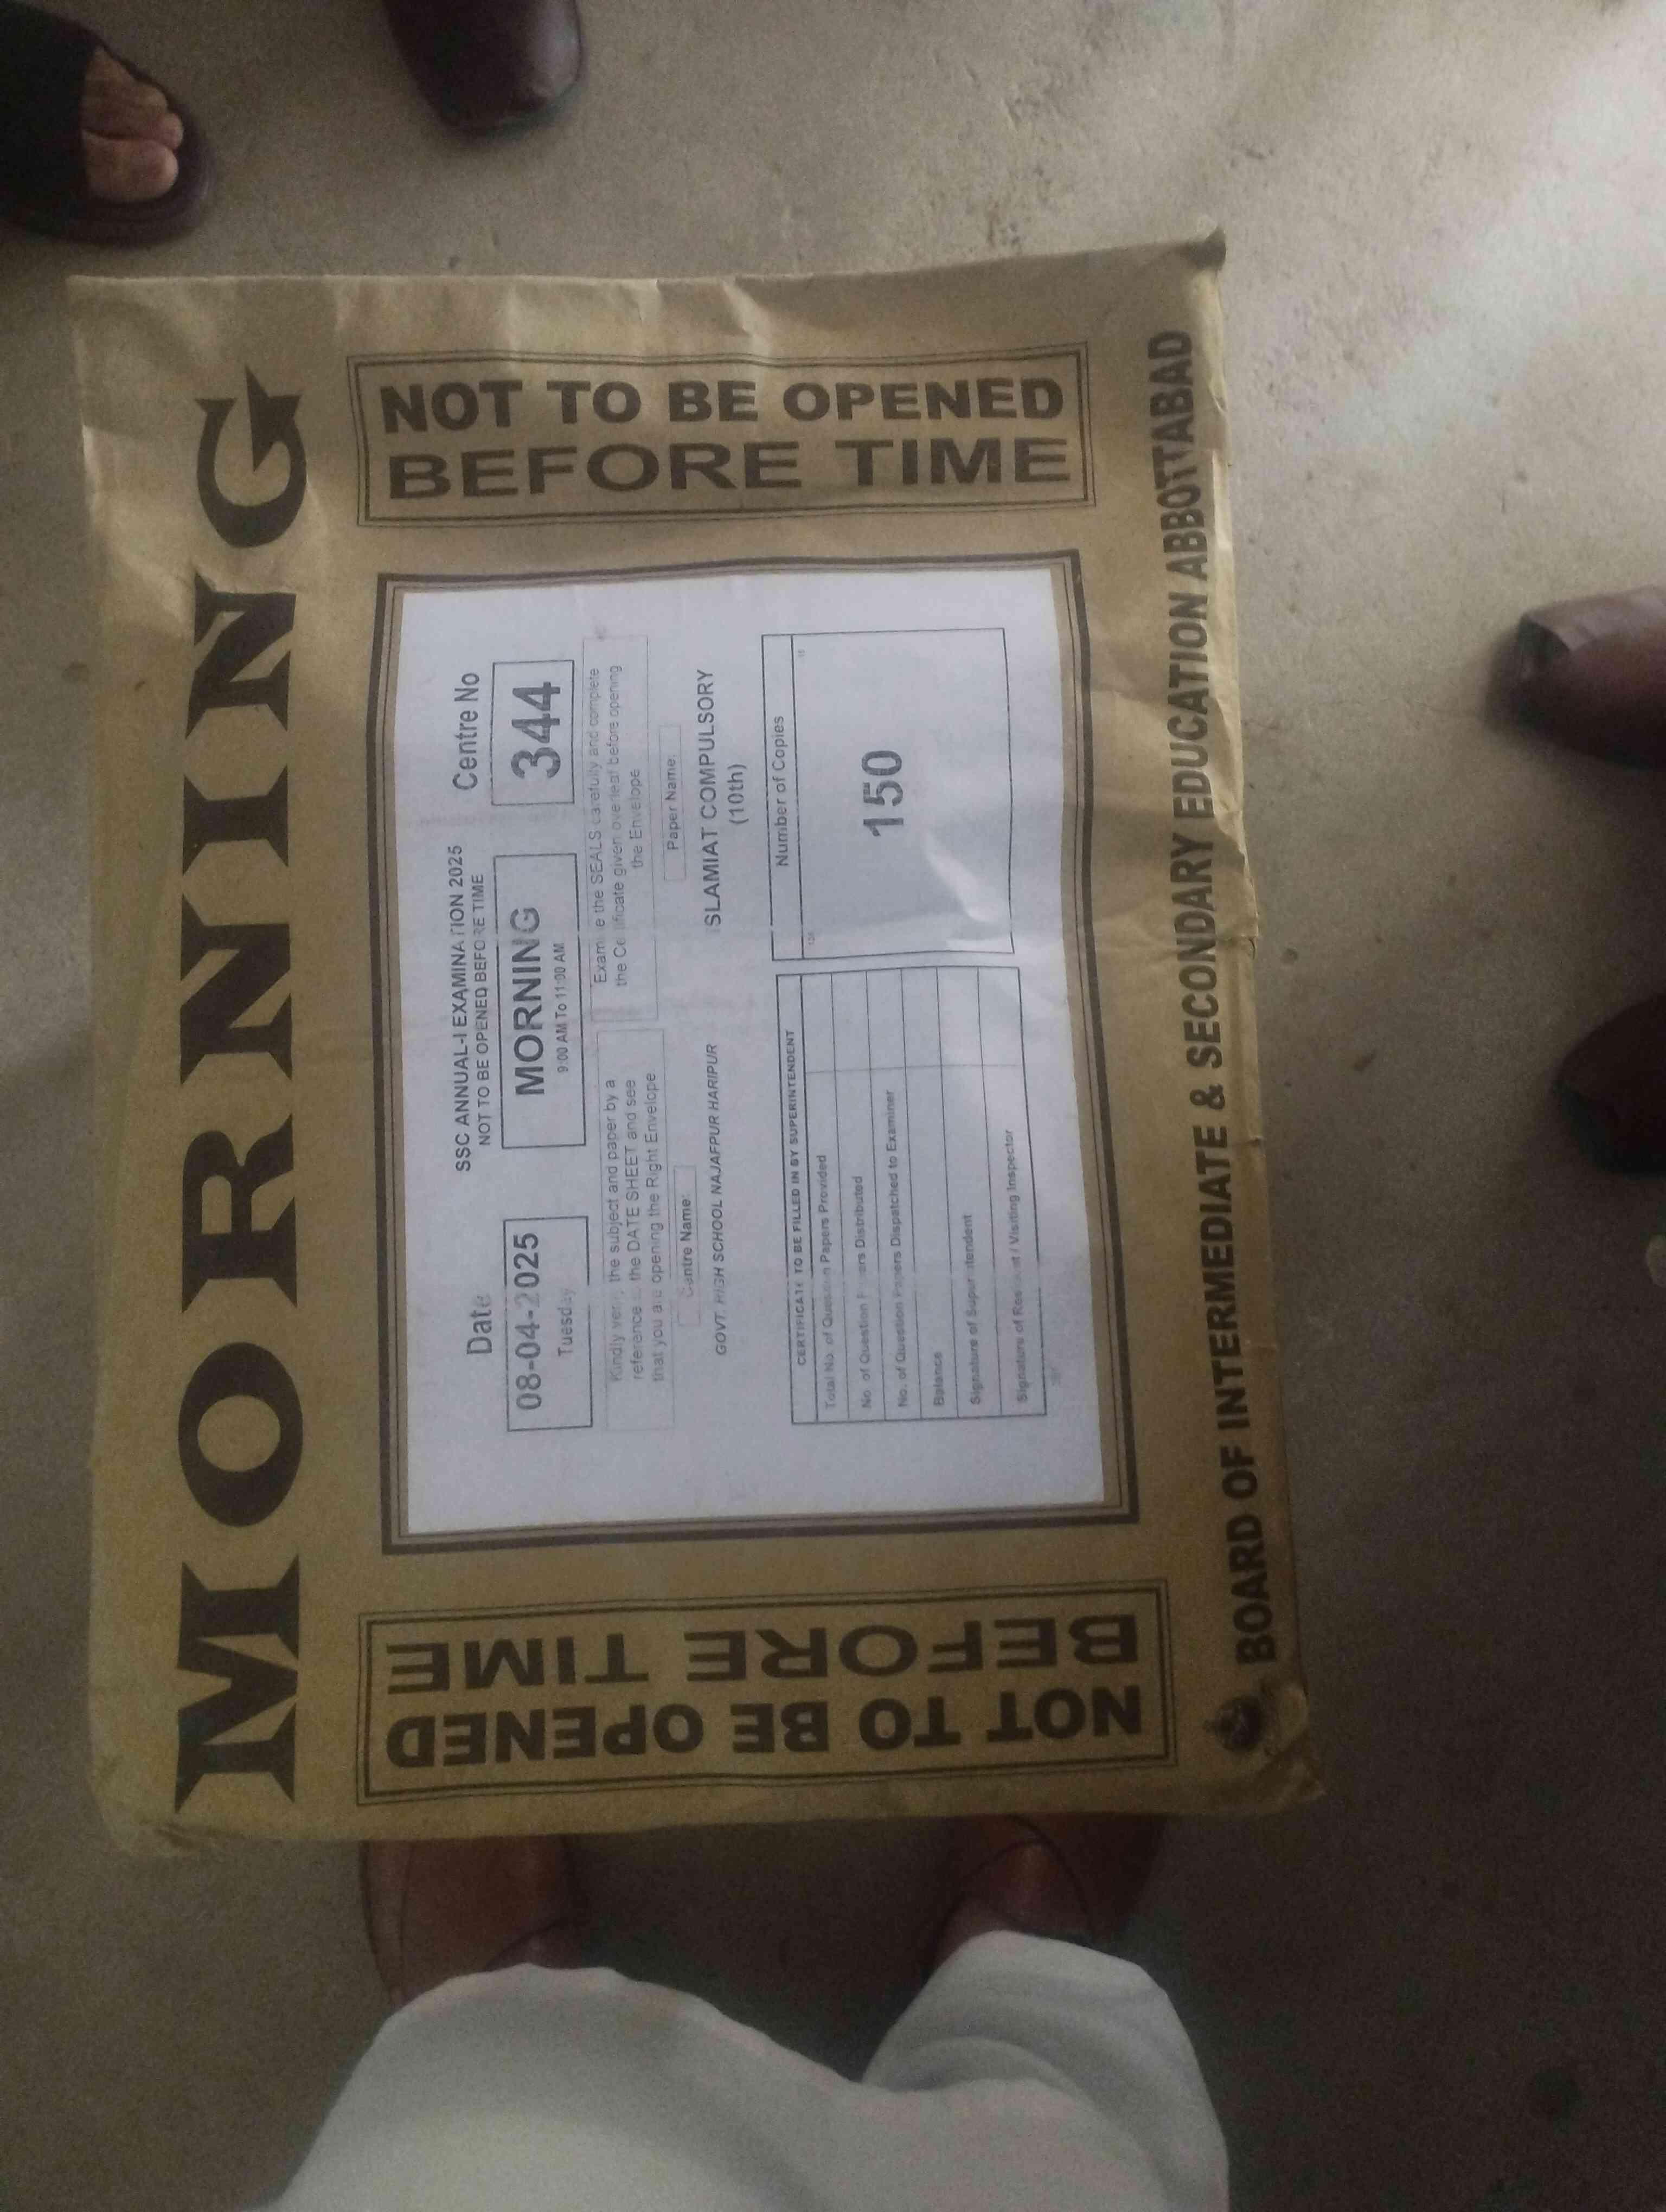 MORNING
NOT TO BE OPENED
BEFORE TIME
Date
08-04-2025
Tuesday
SSC ANNUAL-I EXAMINATION 2025
NOT TO BE OPENED BEFORE TIME
MORNING
9:00 AM To 11:00 AM
Centre No
344
Kindly verify the subject and paper by a
reference the DATE SHEET and see
that you are opening the Right Envelope
Examine the SEALS carefully and complete
the Certificate given overleaf before opening
the Envelope
Centre Name:
GOVT. HIGH SCHOOL NAJAFPUR HARIPUR
Paper Name:
ISLAMIAT COMPULSORY
(10th)
CERTIFICATE TO BE FILLED IN BY SUPERINTENDENT
Total No. of Question Papers Provided
No. of Question Papers Distributed
No. of Question Papers Dispatched to Examiner
Balance
Signature of Superintendent
Signature of Resident / Visiting Inspector
Number of Copies
150
NOT TO BE OPENED
BEFORE TIME
BOARD OF INTERMEDIATE & SECONDARY EDUCATION ABBOTTABAD